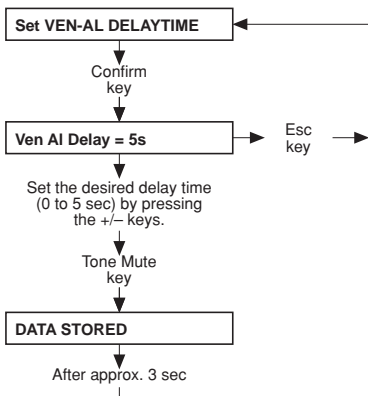 Set VEN-AL DELAYTIME
Confirm
key
Ven Al Delay = 5s
Esc
key
Set the desired delay time
(0 to 5 sec) by pressing
the +/– keys.
Tone Mute
key
DATA STORED
After approx. 3 sec